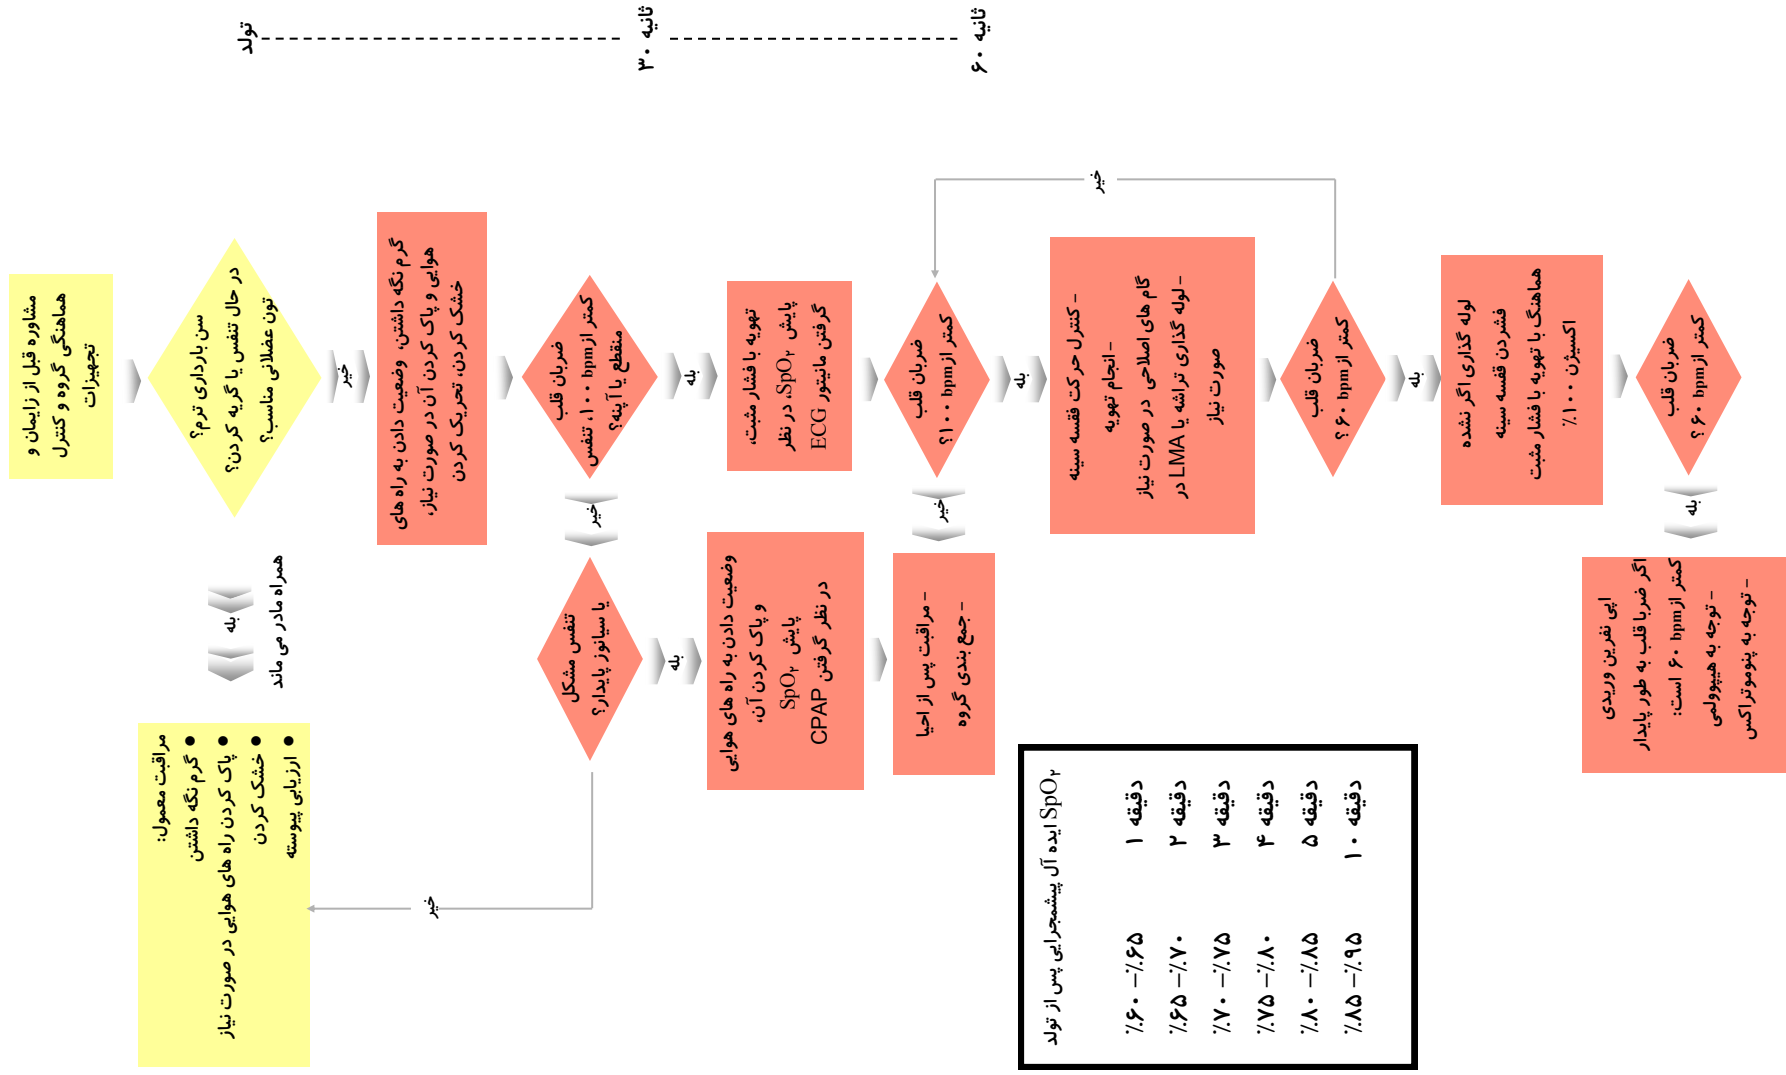 تولد
۳۰ ثانیه
۶۰ ثانیه
مشاوره قبل از زایمان و
هماهنگی گروه و کنترل
تجهیزات
سن بارداری ترم؟
در حال تنفس یا گریه کردن؟
تون عضلانی مناسب؟
بله
همراه مادر می ماند
مراقبت معمول:
● گرم نگه داشتن
● پاک کردن راه های هوایی در صورت نیاز
● خشک کردن
● ارزیابی پیوسته
خیر
گرم نگه داشتن، وضعیت دادن به راه های
هوایی و پاک کردن آن در صورت نیاز،
خشک کردن، تحریک کردن
ضربان قلب
کمتر از ۱۰۰ bpm، تنفس
منقطع یا آپنه؟
خیر
تنفس مشکل
یا سیانوز پایدار؟
خیر
بله
وضعیت دادن به راه های هوایی
و پاک کردن آن،
پایش SpO₂
در نظر گرفتن CPAP
بله
تهویه با فشار مثبت،
پایش SpO₂، در نظر
گرفتن مانیتور ECG
ضربان قلب
کمتر از ۱۰۰ bpm؟
خیر
– مراقبت پس از احیا
– جمع بندی گروه
بله
– کنترل حرکت قفسه سینه
– انجام تهویه
گام های اصلاحی در صورت نیاز
– لوله گذاری تراشه یا LMA در
صورت نیاز
ضربان قلب
کمتر از ۶۰ bpm؟
خیر
بله
لوله گذاری اگر نشده
فشردن قفسه سینه
هماهنگ با تهویه با فشار مثبت
اکسیژن ۱۰۰٪
ضربان قلب
کمتر از ۶۰ bpm؟
بله
اپی نفرین وریدی
اگر ضربا قلب به طور پایدار
کمتر از ۶۰ bpm است:
– توجه به هیپوولمی
– توجه به پنوموتراکس
SpO₂ ایده آل پیشمجرایی پس از تولد
۱ دقیقه ۶۰٪–۶۵٪
۲ دقیقه ۶۵٪–۷۰٪
۳ دقیقه ۷۰٪–۷۵٪
۴ دقیقه ۷۵٪–۸۰٪
۵ دقیقه ۸۰٪–۸۵٪
۱۰ دقیقه ۸۵٪–۹۵٪